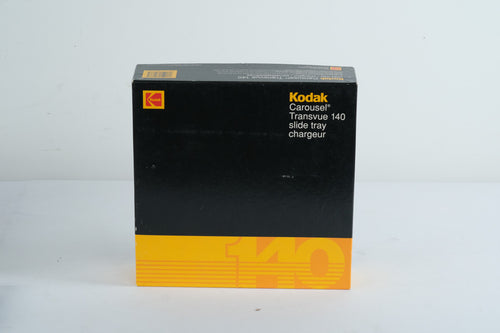 Kodak
Carousel®
Transvue 140
slide tray
chargeur
140